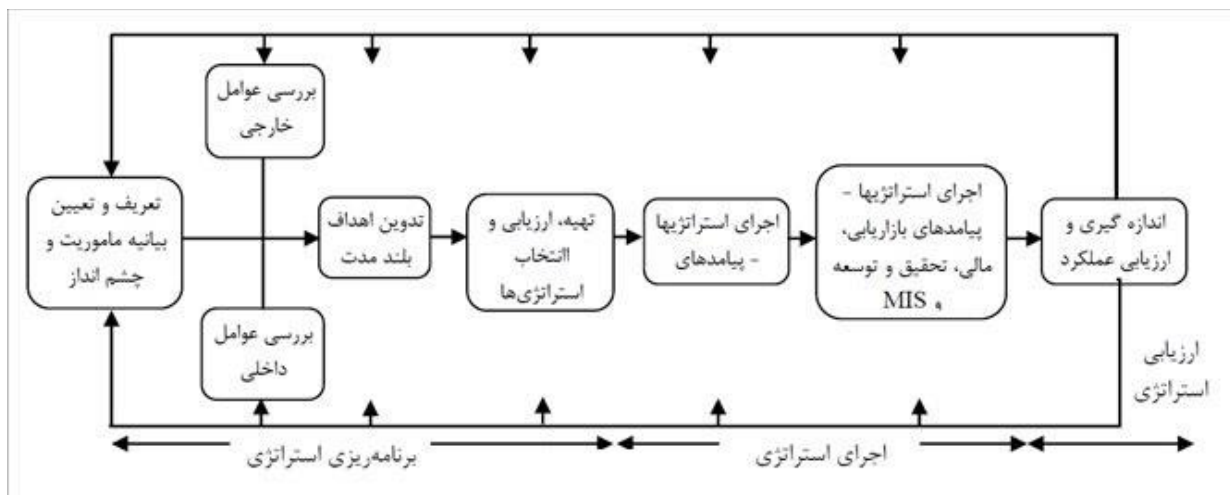 بررسی عوامل
خارجی
تعریف و تعیین
بیانیه ماموریت و
چشم انداز
بررسی عوامل
داخلی
تدوین اهداف
بلند مدت
تهیه، ارزیابی و
اانتخاب
استراتژی‌ها
اجرای استراتژیها
- پیامدهای
اجرای استراتژیها -
پیامدهای بازاریابی،
مالی، تحقیق و توسعه
و MIS
اندازه گیری و
ارزیابی عملکرد
برنامه‌ریزی استراتژی
اجرای استراتژی
ارزیابی
استراتژی